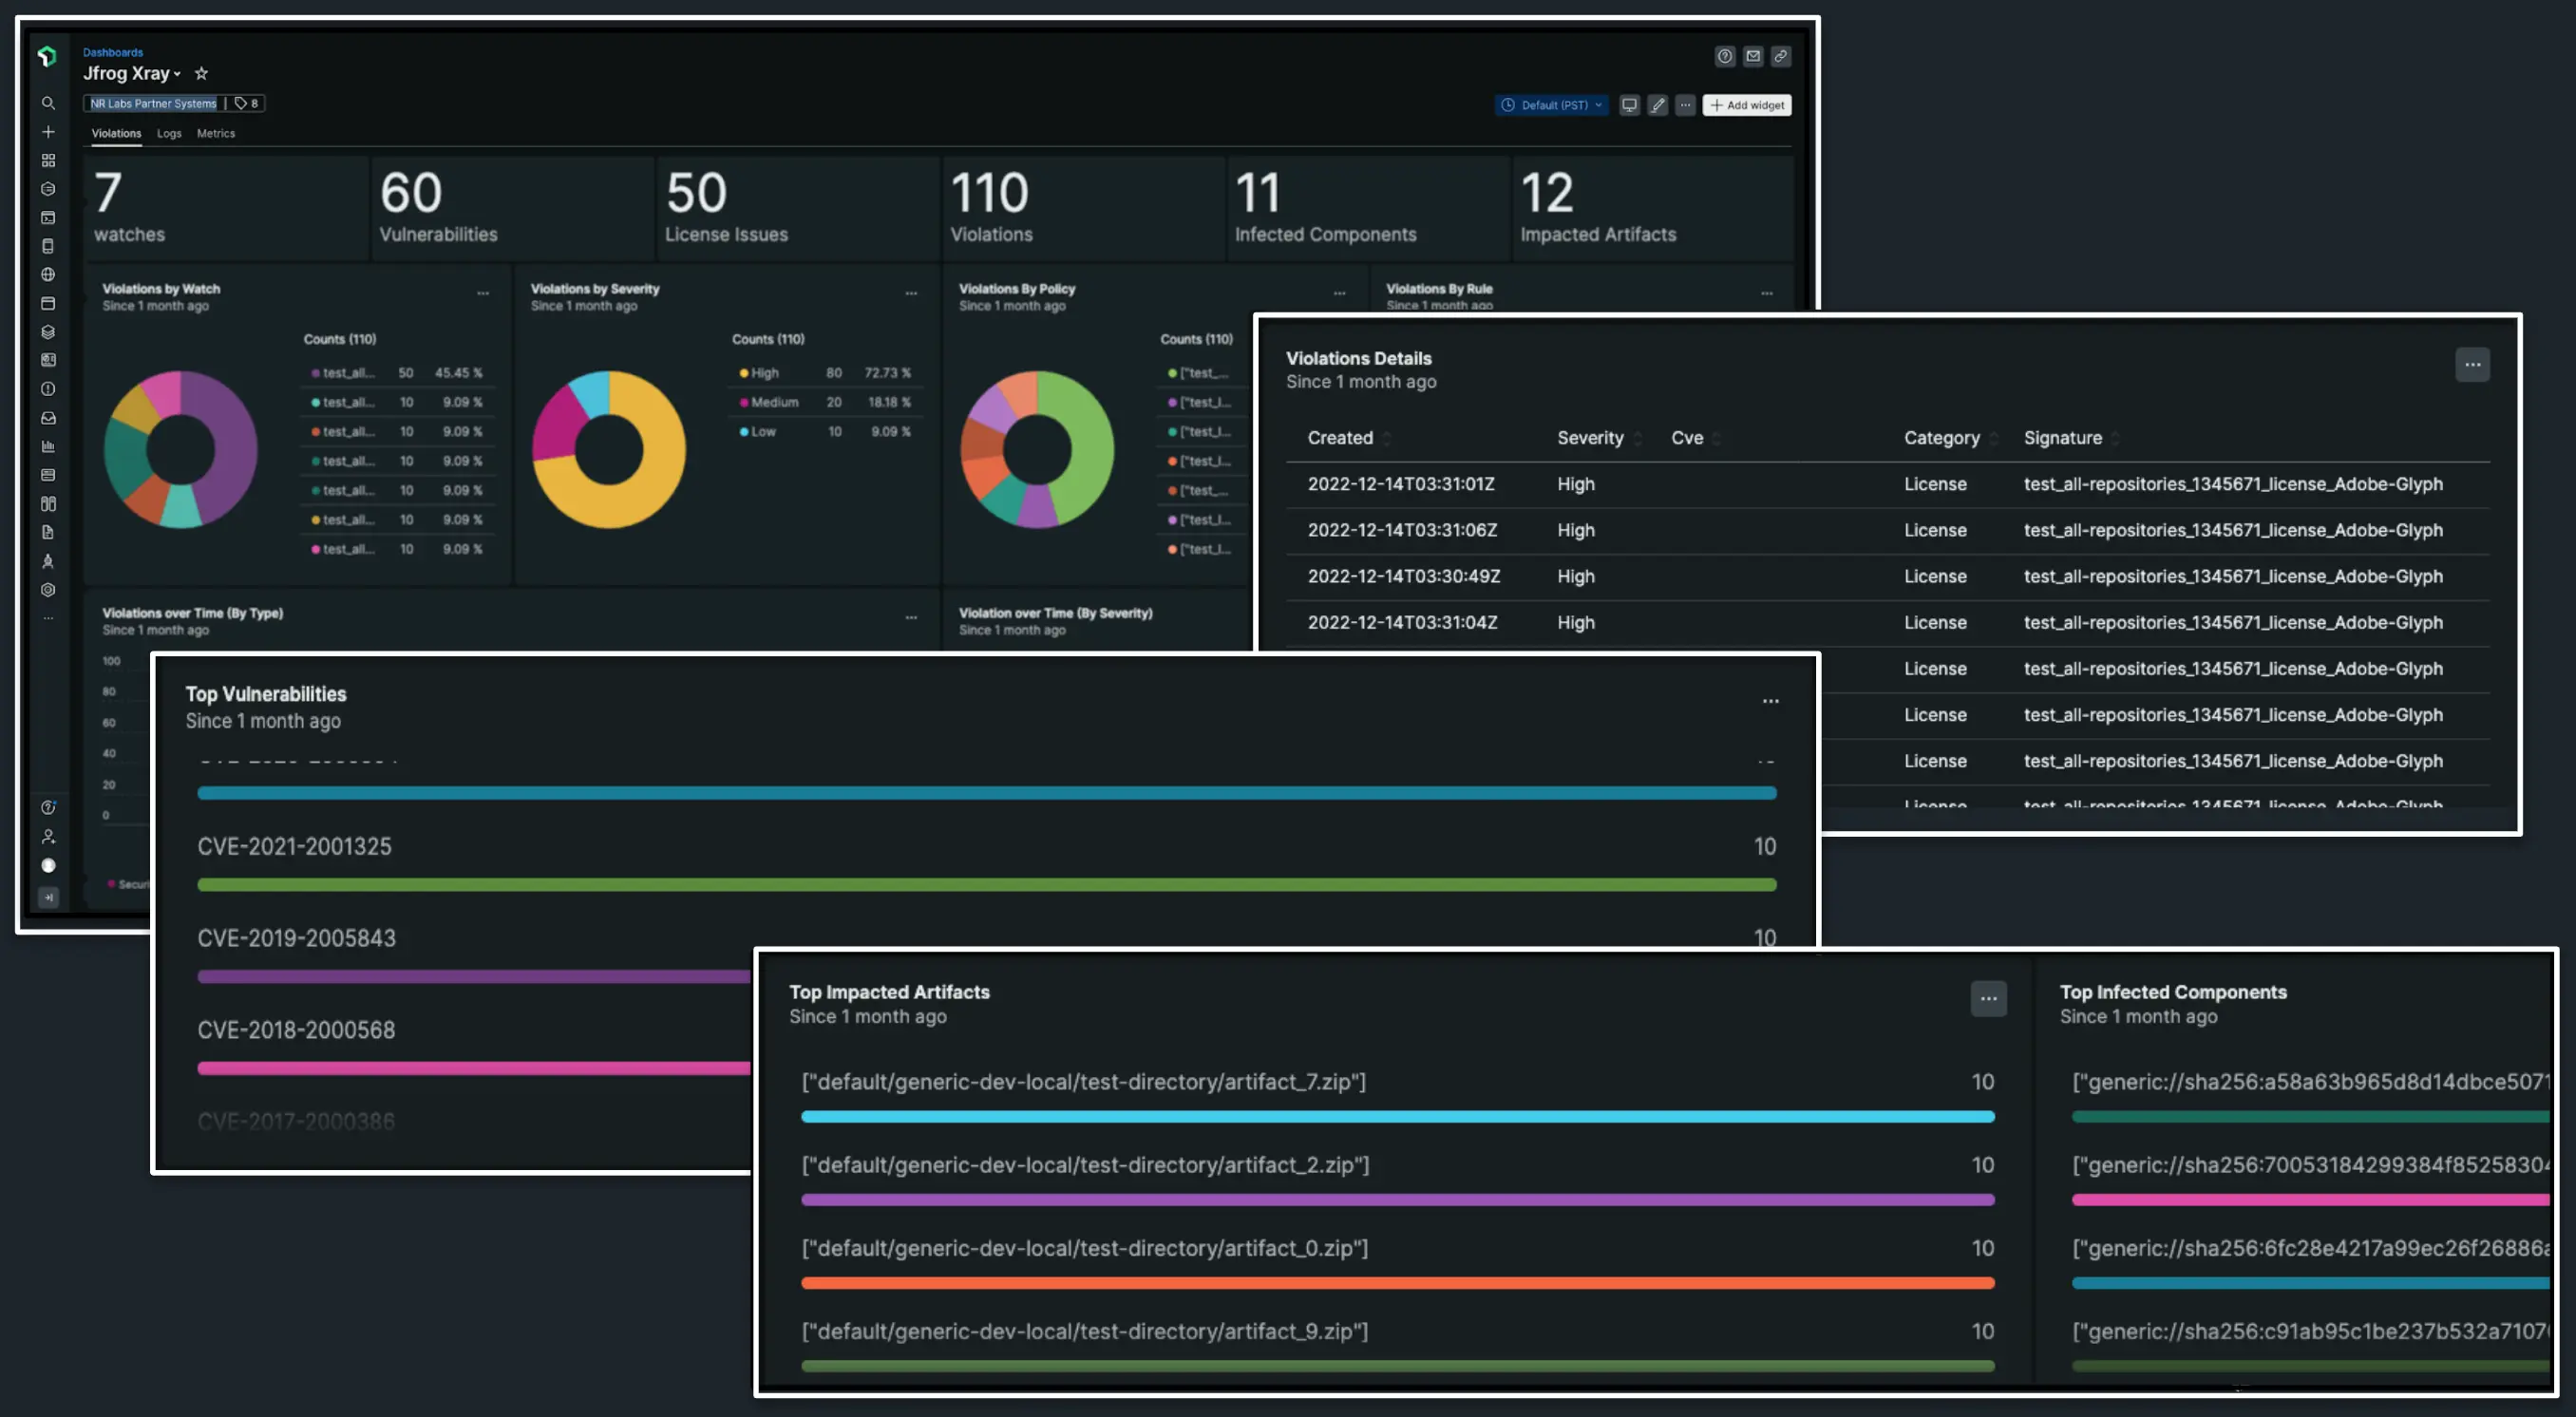 Dashboards
Jfrog Xray
NR Labs Partner Systems | 8
Default (PST)
+ Add widget
Violations Logs Metrics
7
watches
60
Vulnerabilities
50
License Issues
110
Violations
11
Infected Components
12
Impacted Artifacts
Violations by Watch
Since 1 month ago
Counts (110)
test_all... 50 45.45 %
test_all... 10 9.09 %
test_all... 10 9.09 %
test_all... 10 9.09 %
test_all... 10 9.09 %
test_all... 10 9.09 %
test_all... 10 9.09 %
Violations by Severity
Since 1 month ago
Counts (110)
High 80 72.73 %
Medium 20 18.18 %
Low 10 9.09 %
Violations By Policy
Since 1 month ago
Counts (110)
["test_...
["test_l...
["test_l...
["test_l...
["test_...
["test_l...
["test_l...
Violations By Rule
Since 1 month ago
Violations over Time (By Type)
Since 1 month ago
100
80
60
40
20
0
Securi
Violation over Time (By Severity)
Since 1 month ago
Violations Details
Since 1 month ago
Created Severity Cve Category Signature
2022-12-14T03:31:01Z High License test_all-repositories_1345671_license_Adobe-Glyph
2022-12-14T03:31:06Z High License test_all-repositories_1345671_license_Adobe-Glyph
2022-12-14T03:30:49Z High License test_all-repositories_1345671_license_Adobe-Glyph
2022-12-14T03:31:04Z High License test_all-repositories_1345671_license_Adobe-Glyph
License test_all-repositories_1345671_license_Adobe-Glyph
License test_all-repositories_1345671_license_Adobe-Glyph
License test_all-repositories_1345671_license_Adobe-Glyph
License test_all-repositories_1345671_license_Adobe-Glyph
Top Vulnerabilities
Since 1 month ago
CVE-2021-2001325 10
CVE-2019-2005843 10
CVE-2018-2000568
CVE-2017-2000386
Top Impacted Artifacts
Since 1 month ago
["default/generic-dev-local/test-directory/artifact_7.zip"] 10
["default/generic-dev-local/test-directory/artifact_2.zip"] 10
["default/generic-dev-local/test-directory/artifact_0.zip"] 10
["default/generic-dev-local/test-directory/artifact_9.zip"] 10
Top Infected Components
Since 1 month ago
["generic://sha256:a58a63b965d8d14dbce5071
["generic://sha256:70053184299384f85258304
["generic://sha256:6fc28e4217a99ec26f26886a
["generic://sha256:c91ab95c1be237b532a7107